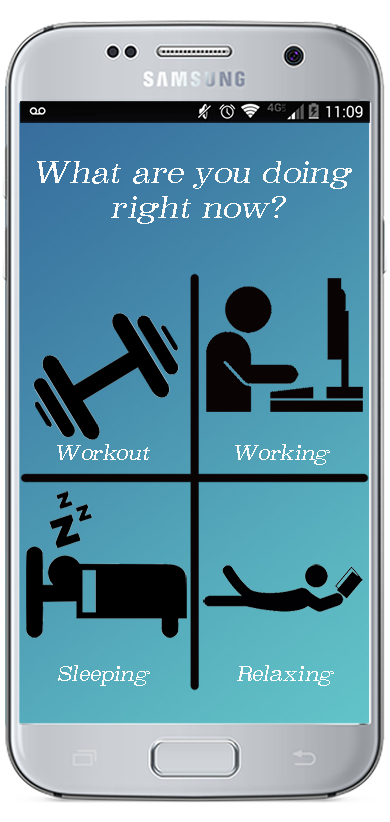 SAMSUNG
4G 11:09
What are you doing
right now?
Workout
Working
z
z
Z
Sleeping
Relaxing